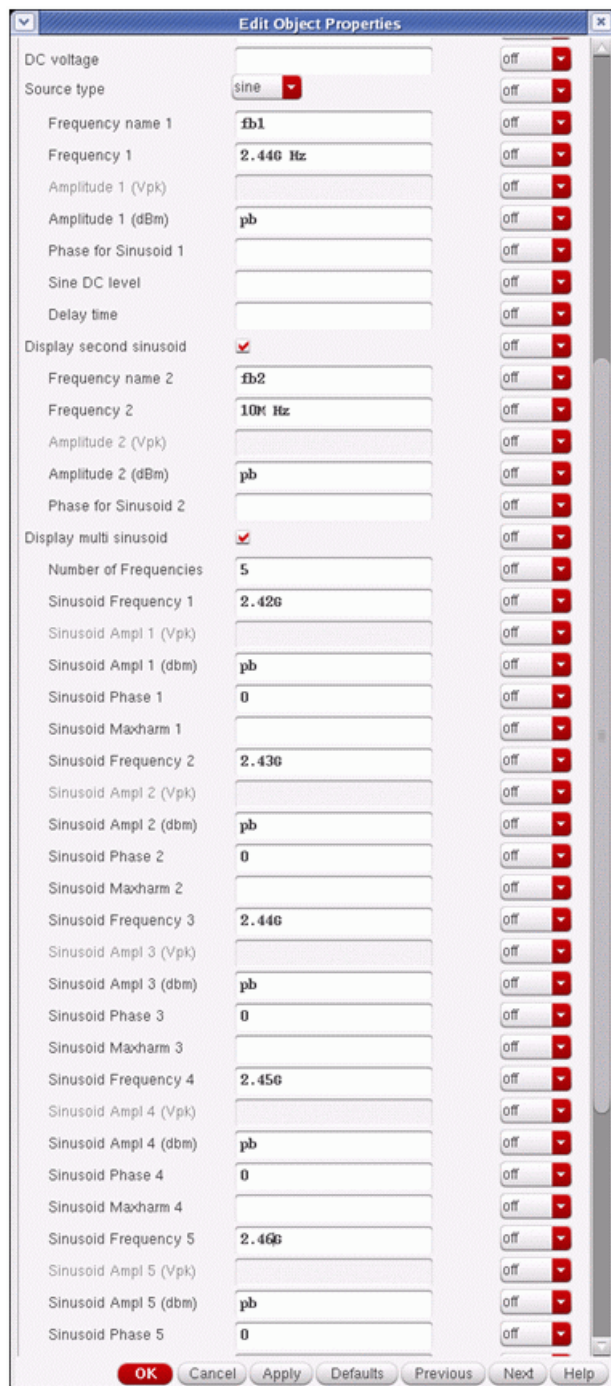 Edit Object Properties
DC voltage off
Source type sine off
Frequency name 1 fb1 off
Frequency 1 2.44G Hz off
Amplitude 1 (Vpk) off
Amplitude 1 (dBm) pb off
Phase for Sinusoid 1 off
Sine DC level off
Delay time off
Display second sinusoid off
Frequency name 2 fb2 off
Frequency 2 10M Hz off
Amplitude 2 (Vpk) off
Amplitude 2 (dBm) pb off
Phase for Sinusoid 2 off
Display multi sinusoid off
Number of Frequencies 5 off
Sinusoid Frequency 1 2.42G off
Sinusoid Ampl 1 (Vpk) off
Sinusoid Ampl 1 (dbm) pb off
Sinusoid Phase 1 0 off
Sinusoid Maxharm 1 off
Sinusoid Frequency 2 2.43G off
Sinusoid Ampl 2 (Vpk) off
Sinusoid Ampl 2 (dbm) pb off
Sinusoid Phase 2 0 off
Sinusoid Maxharm 2 off
Sinusoid Frequency 3 2.44G off
Sinusoid Ampl 3 (Vpk) off
Sinusoid Ampl 3 (dbm) pb off
Sinusoid Phase 3 0 off
Sinusoid Maxharm 3 off
Sinusoid Frequency 4 2.45G off
Sinusoid Ampl 4 (Vpk) off
Sinusoid Ampl 4 (dbm) pb off
Sinusoid Phase 4 0 off
Sinusoid Maxharm 4 off
Sinusoid Frequency 5 2.46G off
Sinusoid Ampl 5 (Vpk) off
Sinusoid Ampl 5 (dbm) pb off
Sinusoid Phase 5 0 off
OK Cancel Apply Defaults Previous Next Help